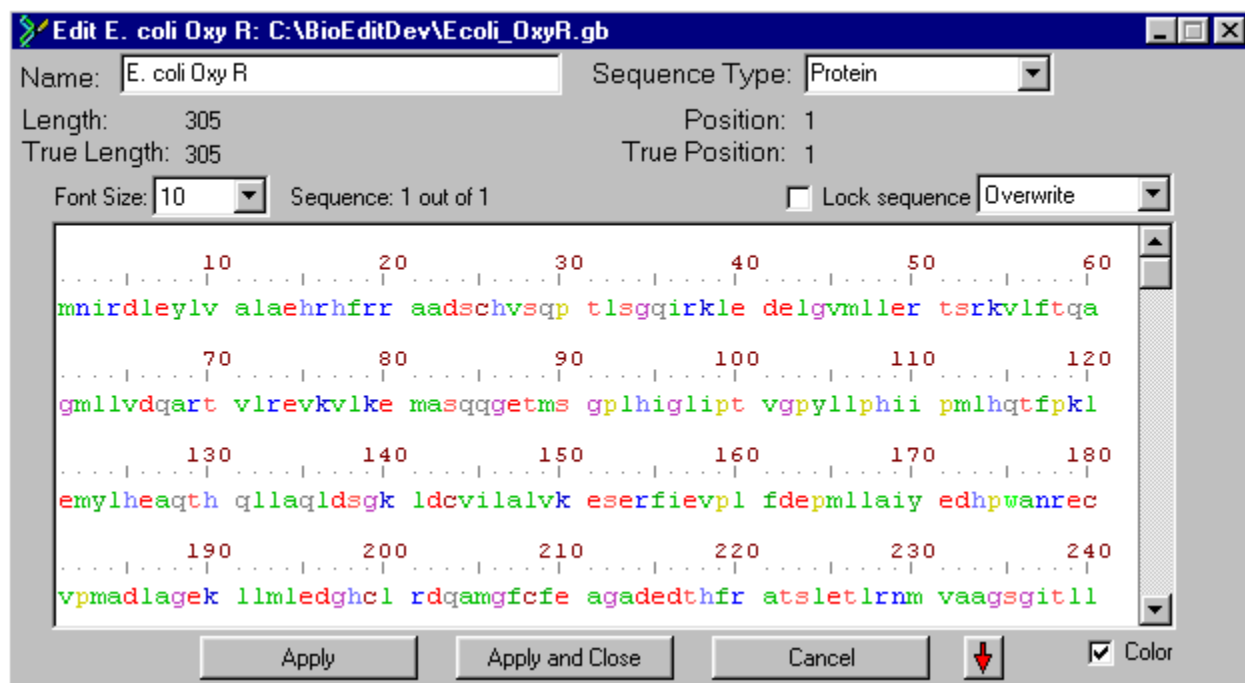 Edit E. coli Oxy R: C:\BioEditDev\Ecoli_OxyR.gb
Name: E. coli Oxy R Sequence Type: Protein
Length: 305 Position: 1
True Length: 305 True Position: 1
Font Size: 10 Sequence: 1 out of 1 Lock sequence Overwrite
10 20 30 40 50 60
mnirdleylv alaehrhfrr aadschvsqp tlsgqirkle delgvmller tsrkvlftqa
70 80 90 100 110 120
gmllvdqart vlrevkvlke masqqgetms gplhiglipt vgpyllphii pmlhqtfpkl
130 140 150 160 170 180
emylheaqth qllaqldsgk ldcvilalvk eserfievpl fdepmllaiy edhpwanrec
190 200 210 220 230 240
vpmadlagek llmledghcl rdqamgfcfe agadedthfr atsletlrnm vaagsgitll
Apply Apply and Close Cancel Color